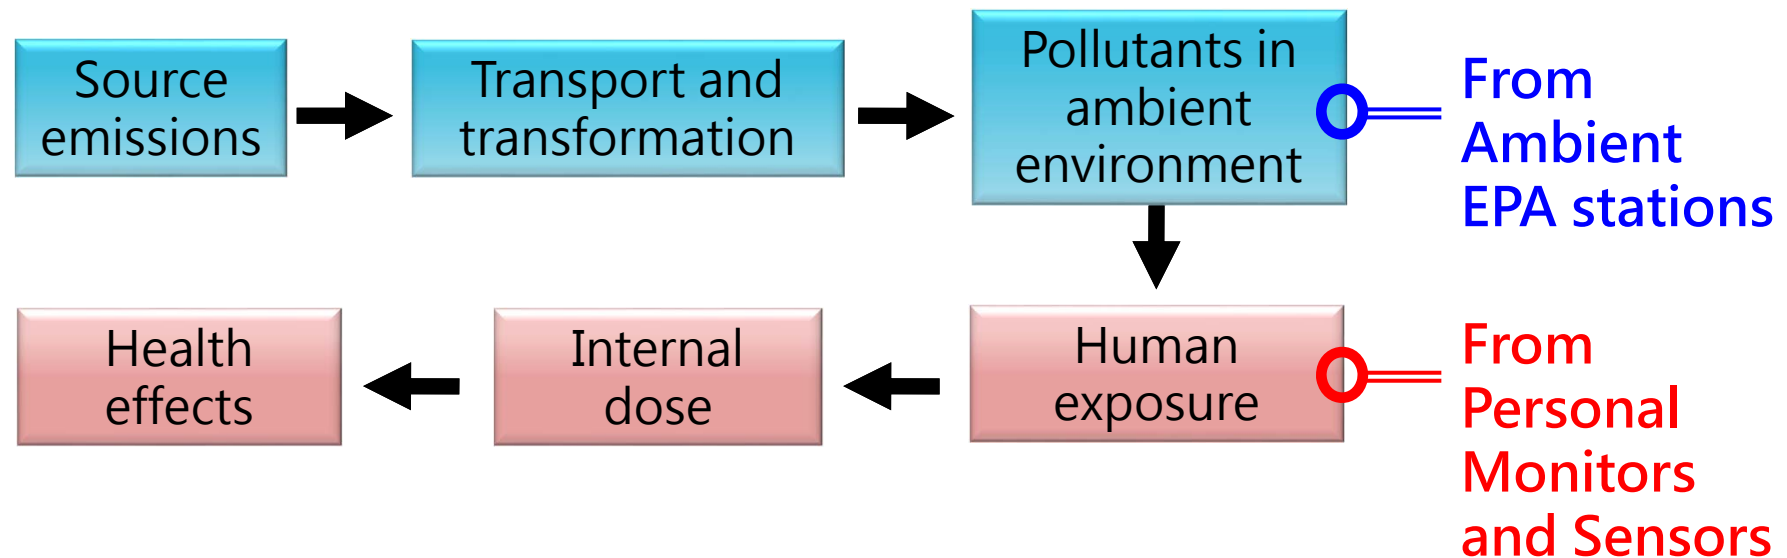 Source
emissions
Transport and
transformation
Pollutants in
ambient
environment
From
Ambient
EPA stations
Health
effects
Internal
dose
Human
exposure
From
Personal
Monitors
and Sensors